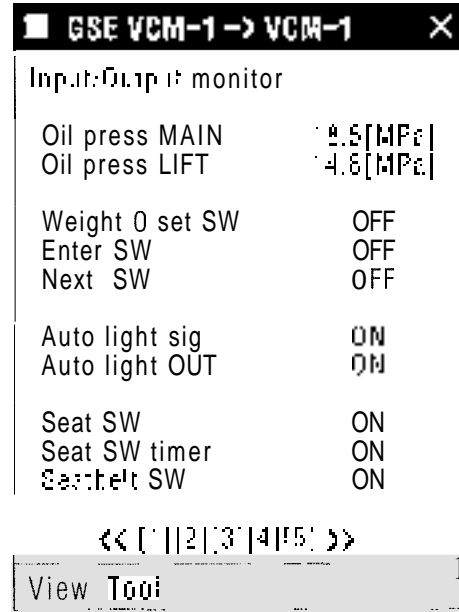 GSE VCM-1 -> VCM-1 ×
Input/Output monitor
Oil press MAIN [MPa]
Oil press LIFT [MPa]
Weight 0 set SW OFF
Enter SW OFF
Next SW OFF
Auto light sig ON
Auto light OUT ON
Seat SW ON
Seat SW timer ON
Seatbelt SW ON
<< [1][2][3][4][5] >>
View Tool